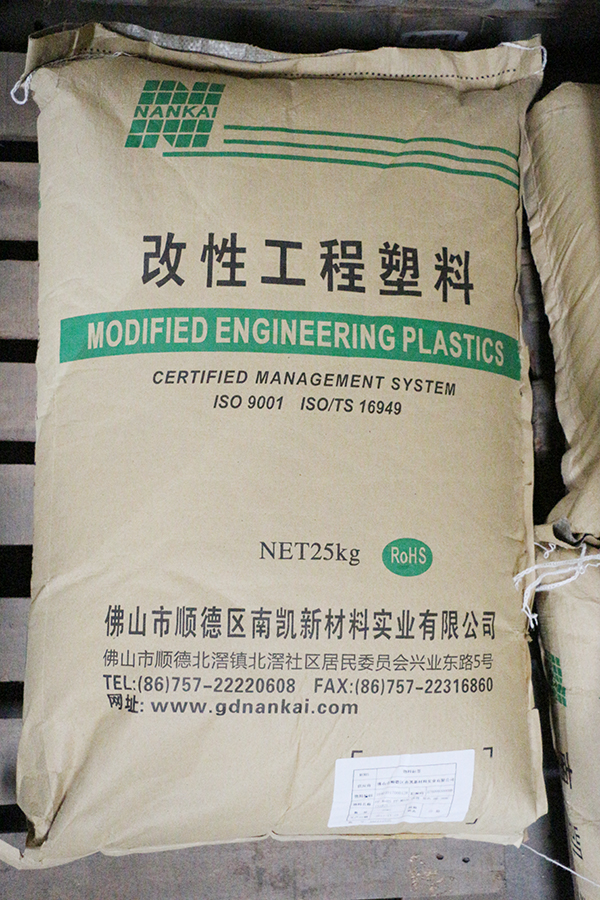 NANKAI
改性工程塑料
MODIFIED ENGINEERING PLASTICS
CERTIFIED MANAGEMENT SYSTEM
ISO 9001 ISO/TS 16949
NET25kg RoHS
佛山市顺德区南凯新材料实业有限公司
佛山市顺德北滘镇北滘社区居民委员会兴业东路5号
TEL:(86)757-22220608 FAX:(86)757-22316860
网址: www.gdnankai.com